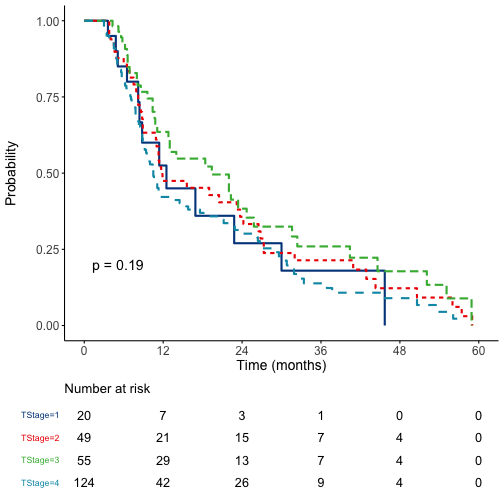 1.00
0.75
0.50
0.25
0.00
Probability
p = 0.19
0 12 24 36 48 60
Time (months)
Number at risk
TStage=1 20 7 3 1 0 0
TStage=2 49 21 15 7 4 0
TStage=3 55 29 13 7 4 0
TStage=4 124 42 26 9 4 0